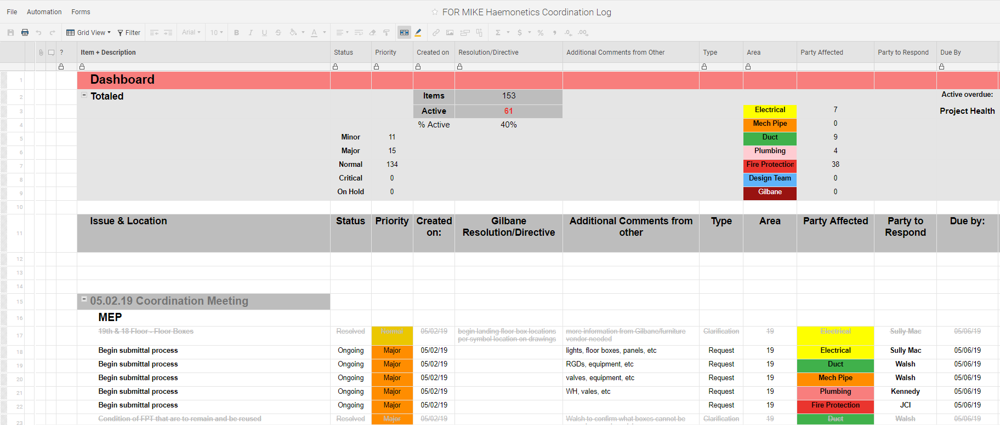 File Automation Forms
FOR MIKE Haemonetics Coordination Log
Grid View Filter Arial 10 B I U S A Σ $ % , .0 .00
? Item + Description Status Priority Created on Resolution/Directive Additional Comments from Other Type Area Party Affected Party to Respond Due By
1 Dashboard
2 Totaled Items 153 Active overdue:
3 Active 61 Electrical 7 Project Health
4 % Active 40% Mech Pipe 0
5 Minor 11 Duct 9
6 Major 15 Plumbing 4
7 Normal 134 Fire Protection 38
8 Critical 0 Design Team 0
9 On Hold 0 Gilbane 0
10
11 Issue & Location Status Priority Created on: Gilbane Resolution/Directive Additional Comments from other Type Area Party Affected Party to Respond Due by:
12
13
14
15 05.02.19 Coordination Meeting
16 MEP
17 19th & 18 Floor - Floor Boxes Resolved Normal 05/02/19 begin landing floor box locations per symbol location on drawings more information from Gilbane/furniture vendor needed Clarification 19 Electrical Sully Mac 05/06/19
18 Begin submittal process Ongoing Major 05/02/19 lights, floor boxes, panels, etc Request 19 Electrical Sully Mac 05/06/19
19 Begin submittal process Ongoing Major 05/02/19 RGDs, equipment, etc Request 19 Duct Walsh 05/06/19
20 Begin submittal process Ongoing Major 05/02/19 valves, equipment, etc Request 19 Mech Pipe Walsh 05/06/19
21 Begin submittal process Ongoing Major 05/02/19 WH, vales, etc Request 19 Plumbing Kennedy 05/06/19
22 Begin submittal process Ongoing Major 05/02/19 Request 19 Fire Protection JCI 05/06/19
23 Condition of FPT that are to remain and be reused Resolved Major 05/02/19 Walsh to confirm what boxes cannot be Clarification 19 Duct Walsh 05/06/19